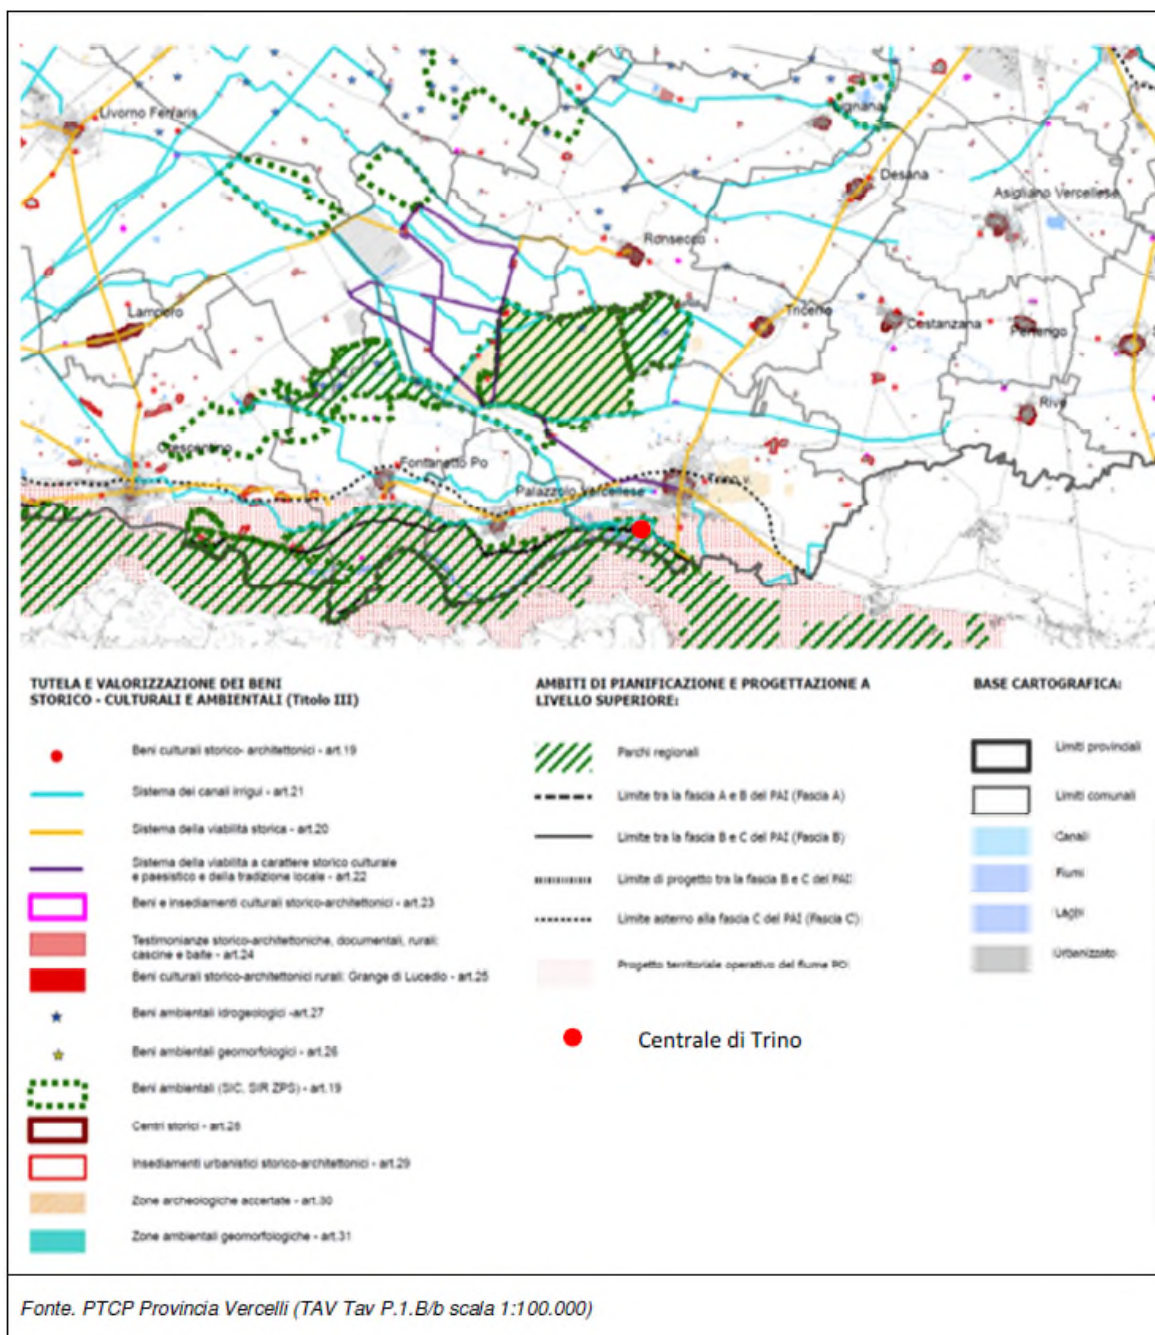 Livorno Ferraris
Lignana
Desana
Asigliano Vercellese
Ronsecco
Lamporo
Tricerro
Costanzana
Pertengo
Rive
Crescentino
Fontanetto Po
Palazzolo Vercellese
Trino v.
TUTELA E VALORIZZAZIONE DEI BENI
STORICO - CULTURALI E AMBIENTALI (Titolo III)
Beni culturali storico- architettonici - art.19
Sistema dei canali irrigui - art.21
Sistema della viabilità storica - art.20
Sistema della viabilità a carattere storico culturale
e paesistico e della tradizione locale - art.22
Beni e insediamenti culturali storico-architettonici - art.23
Testimonianze storico-architettoniche, documentali, rurali:
cascine e baite - art.24
Beni culturali storico-architettonici rurali: Grange di Lucedio - art.25
Beni ambientali idrogeologici -art.27
Beni ambientali geomorfologici - art.26
Beni ambientali (SIC, SIR ZPS) - art.19
Centri storici - art.28
Insediamenti urbanistici storico-architettonici - art.29
Zone archeologiche accertate - art.30
Zone ambientali geomorfologiche - art.31
AMBITI DI PIANIFICAZIONE E PROGETTAZIONE A
LIVELLO SUPERIORE:
Parchi regionali
Limite tra la fascia A e B del PAI (Fascia A)
Limite tra la fascia B e C del PAI (Fascia B)
Limite di progetto tra la fascia B e C del PAI
Limite asterno alla fascia C del PAI (Fascia C)
Progetto territoriale operativo del fiume PO
Centrale di Trino
BASE CARTOGRAFICA:
Limiti provinciali
Limiti comunali
Canali
Fiumi
Laghi
Urbanizzato
Fonte. PTCP Provincia Vercelli (TAV Tav P.1.B/b scala 1:100.000)